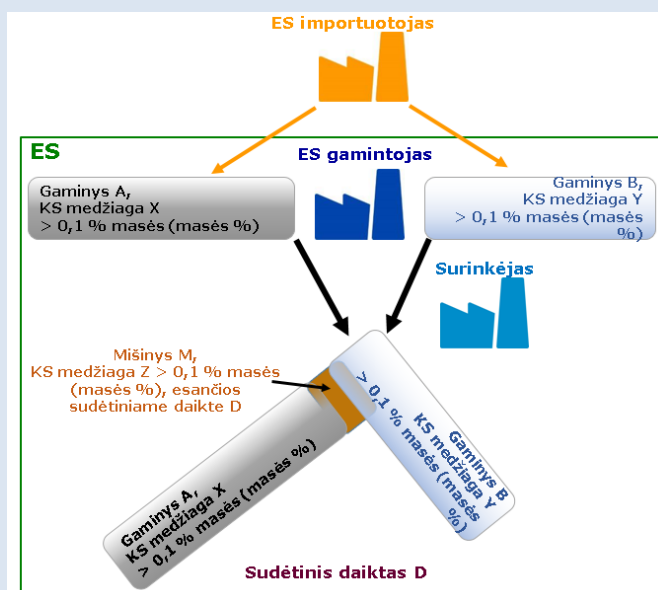 ES importuotojas
ES
ES gamintojas
Gaminys A,
KS medžiaga X
> 0,1 % masės (masės %)
Gaminys B,
KS medžiaga Y
> 0,1 % masės (masės
%)
Surinkėjas
Mišinys M,
KS medžiaga Z > 0,1 % masės
(masės %), esančios
sudėtiniame daikte D
Gaminys A,
KS medžiaga X
> 0,1 % masės (masės %)
Gaminys B
KS medžiaga Y
> 0,1 % masės (masės
%)
Sudėtinis daiktas D